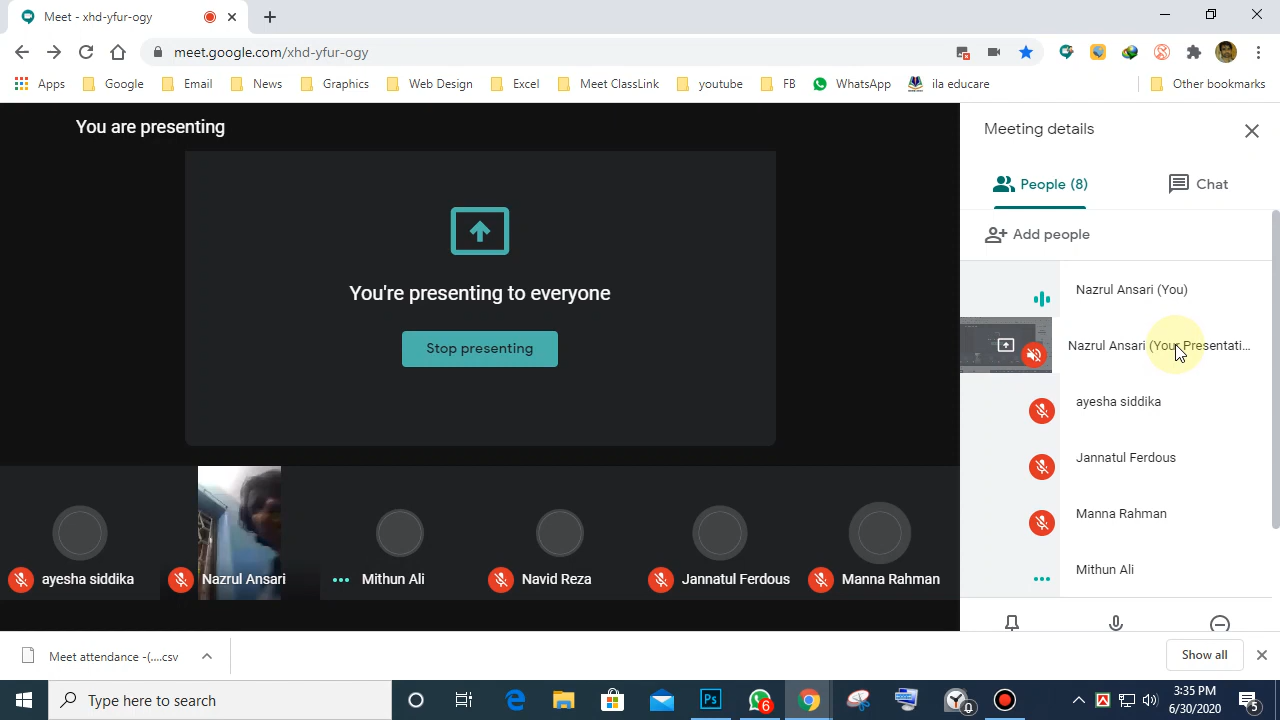 Meet - xhd-yfur-ogy
meet.google.com/xhd-yfur-ogy
Apps Google Email News Graphics Web Design Excel Meet ClassLink youtube FB WhatsApp ila educare Other bookmarks
You are presenting
You're presenting to everyone
Stop presenting
ayesha siddika Nazrul Ansari Mithun Ali Navid Reza Jannatul Ferdous Manna Rahman
Meeting details
People (8) Chat
Add people
Nazrul Ansari (You)
Nazrul Ansari (Your Presentati...
ayesha siddika
Jannatul Ferdous
Manna Rahman
Mithun Ali
Meet attendance -(....csv
Show all
Type here to search
Ps
6
0
3:35 PM
6/30/2020
5